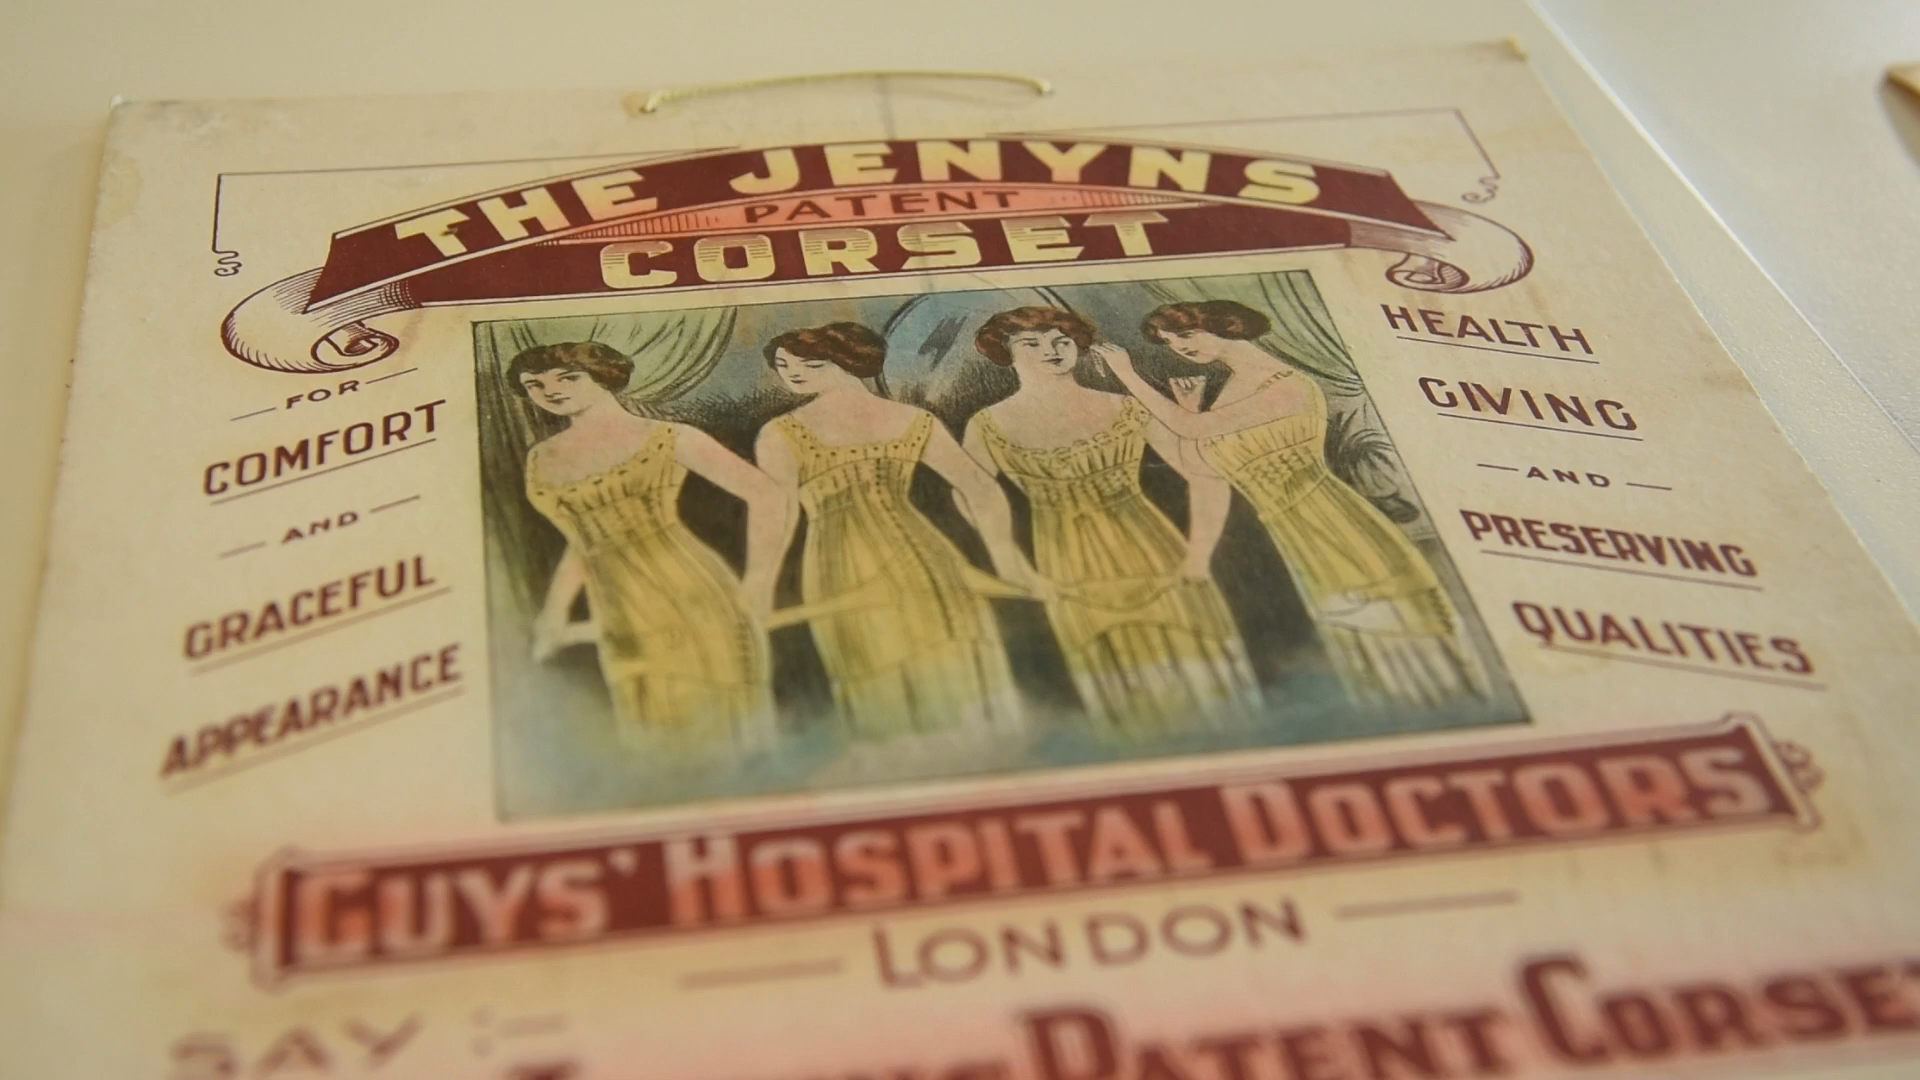 THE JENYNS
PATENT
CORSET
FOR
COMFORT
AND
GRACEFUL
APPEARANCE
HEALTH
GIVING
AND
PRESERVING
QUALITIES
GUYS' HOSPITAL DOCTORS
LONDON
SAY :-
PATENT CORSET